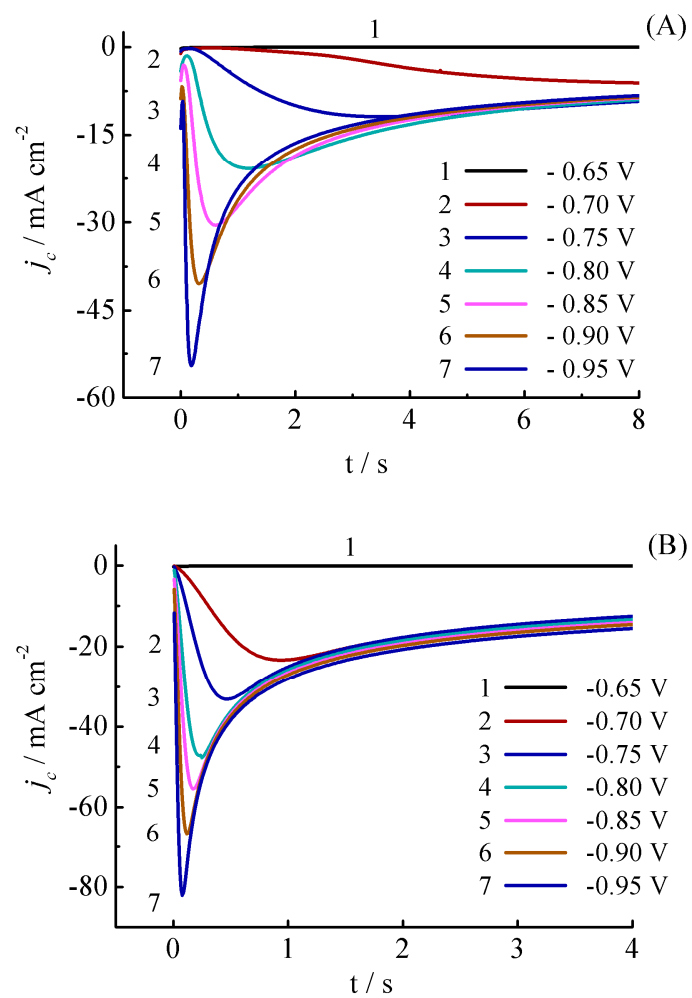 (A)
1
0
-15
-30
-45
-60
j_c / mA cm^-2
2
3
4
5
6
7
1 - 0.65 V
2 - 0.70 V
3 - 0.75 V
4 - 0.80 V
5 - 0.85 V
6 - 0.90 V
7 - 0.95 V
0 2 4 6 8
t / s
(B)
1
0
-20
-40
-60
-80
j_c / mA cm^-2
2
3
4
5
6
7
1 -0.65 V
2 -0.70 V
3 -0.75 V
4 -0.80 V
5 -0.85 V
6 -0.90 V
7 -0.95 V
0 1 2 3 4
t / s